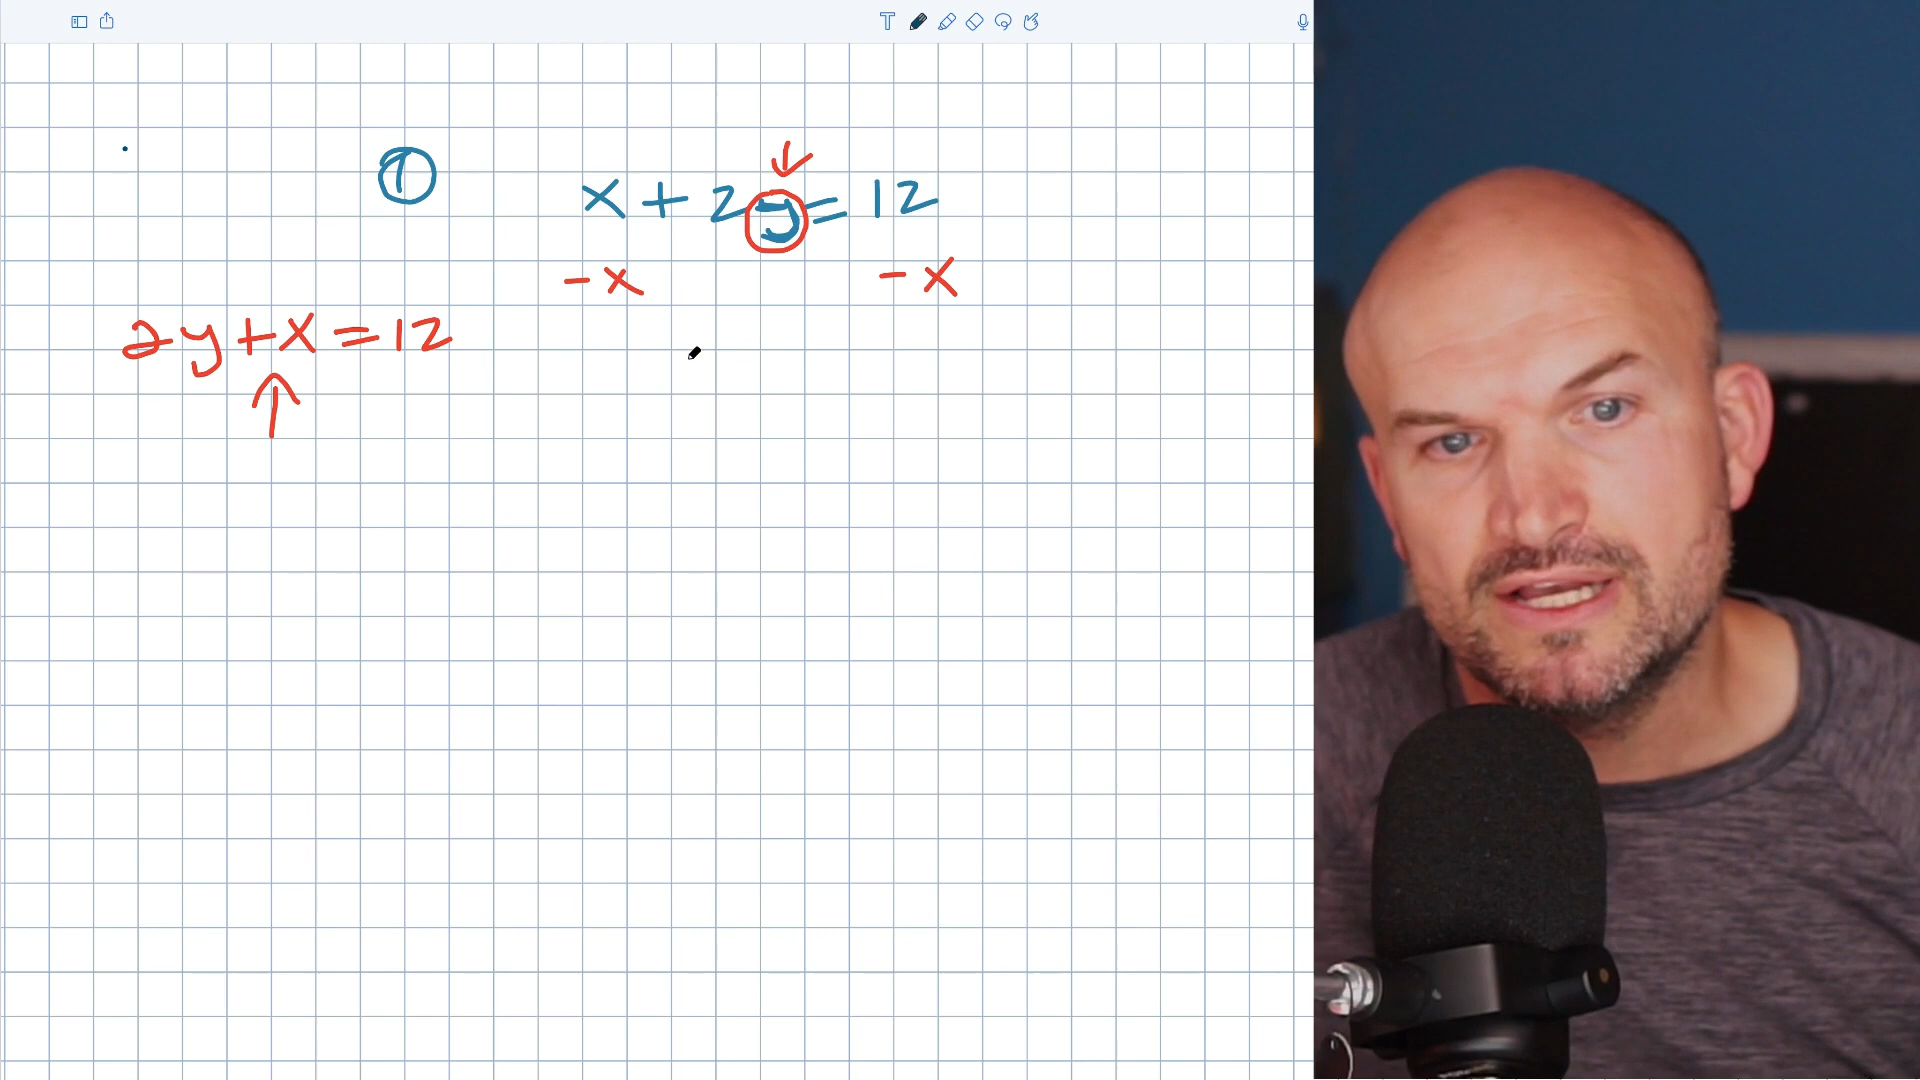 ①
x + 2y = 12
-x -x
2y + x = 12